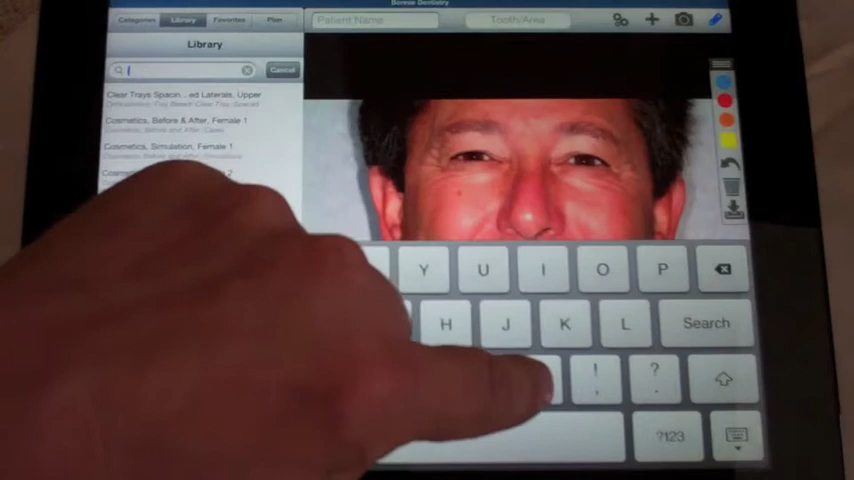 Dentistry
Categories Library Favorites Plan
Patient Name
Tooth/Area
Library
Cancel
Clear Trays Spacin... ed Laterals, Upper
Cosmetics, Before & After, Female 1
Cosmetics, Before and After Cases
Cosmetics, Simulation, Female 1
Y U I O P
H J K L Search
! ,
? .
?123